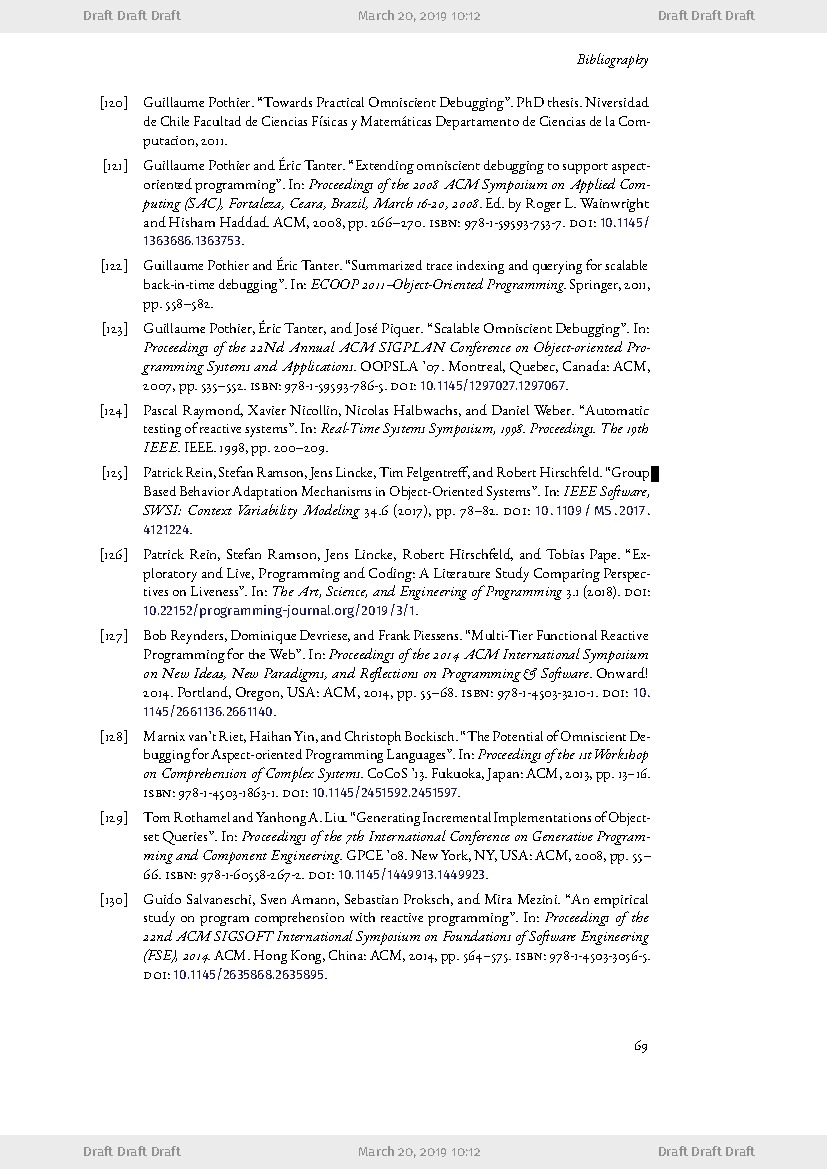 Draft Draft Draft March 20, 2019 10:12 Draft Draft Draft
Bibliography
[120] Guillaume Pothier. “Towards Practical Omniscient Debugging”. PhD thesis. Niversidad
de Chile Facultad de Ciencias Físicas y Matemáticas Departamento de Ciencias de la Com-
putacion, 2011.
[121] Guillaume Pothier and Éric Tanter. “Extending omniscient debugging to support aspect-
oriented programming”. In: Proceedings of the 2008 ACM Symposium on Applied Com-
puting (SAC), Fortaleza, Ceara, Brazil, March 16-20, 2008. Ed. by Roger L. Wainwright
and Hisham Haddad. ACM, 2008, pp. 266–270. ISBN: 978-1-59593-753-7. DOI: 10.1145/
1363686.1363753.
[122] Guillaume Pothier and Éric Tanter. “Summarized trace indexing and querying for scalable
back-in-time debugging”. In: ECOOP 2011–Object-Oriented Programming. Springer, 2011,
pp. 558–582.
[123] Guillaume Pothier, Éric Tanter, and José Piquer. “Scalable Omniscient Debugging”. In:
Proceedings of the 22Nd Annual ACM SIGPLAN Conference on Object-oriented Pro-
gramming Systems and Applications. OOPSLA ’07. Montreal, Quebec, Canada: ACM,
2007, pp. 535–552. ISBN: 978-1-59593-786-5. DOI: 10.1145/1297027.1297067.
[124] Pascal Raymond, Xavier Nicollin, Nicolas Halbwachs, and Daniel Weber. “Automatic
testing of reactive systems”. In: Real-Time Systems Symposium, 1998. Proceedings. The 19th
IEEE. IEEE. 1998, pp. 200–209.
[125] Patrick Rein, Stefan Ramson, Jens Lincke, Tim Felgentreff, and Robert Hirschfeld. “Group
Based Behavior Adaptation Mechanisms in Object-Oriented Systems”. In: IEEE Software,
SWSI: Context Variability Modeling 34.6 (2017), pp. 78–82. DOI: 10.1109/MS.2017.
4121224.
[126] Patrick Rein, Stefan Ramson, Jens Lincke, Robert Hirschfeld, and Tobias Pape. “Ex-
ploratory and Live, Programming and Coding: A Literature Study Comparing Perspec-
tives on Liveness”. In: The Art, Science, and Engineering of Programming 3.1 (2018). DOI:
10.22152/programming-journal.org/2019/3/1.
[127] Bob Reynders, Dominique Devriese, and Frank Piessens. “Multi-Tier Functional Reactive
Programming for the Web”. In: Proceedings of the 2014 ACM International Symposium
on New Ideas, New Paradigms, and Reflections on Programming & Software. Onward!
2014. Portland, Oregon, USA: ACM, 2014, pp. 55–68. ISBN: 978-1-4503-3210-1. DOI: 10.
1145/2661136.2661140.
[128] Marnix van’t Riet, Haihan Yin, and Christoph Bockisch. “The Potential of Omniscient De-
bugging for Aspect-oriented Programming Languages”. In: Proceedings of the 1st Workshop
on Comprehension of Complex Systems. CoCoS ’13. Fukuoka, Japan: ACM, 2013, pp. 13–16.
ISBN: 978-1-4503-1863-1. DOI: 10.1145/2451592.2451597.
[129] Tom Rothamel and Yanhong A. Liu. “Generating Incremental Implementations of Object-
set Queries”. In: Proceedings of the 7th International Conference on Generative Program-
ming and Component Engineering. GPCE ’08. New York, NY, USA: ACM, 2008, pp. 55–
66. ISBN: 978-1-60558-267-2. DOI: 10.1145/1449913.1449923.
[130] Guido Salvaneschi, Sven Amann, Sebastian Proksch, and Mira Mezini. “An empirical
study on program comprehension with reactive programming”. In: Proceedings of the
22nd ACM SIGSOFT International Symposium on Foundations of Software Engineering
(FSE), 2014. ACM. Hong Kong, China: ACM, 2014, pp. 564–575. ISBN: 978-1-4503-3056-5.
DOI: 10.1145/2635868.2635895.
69
Draft Draft Draft March 20, 2019 10:12 Draft Draft Draft